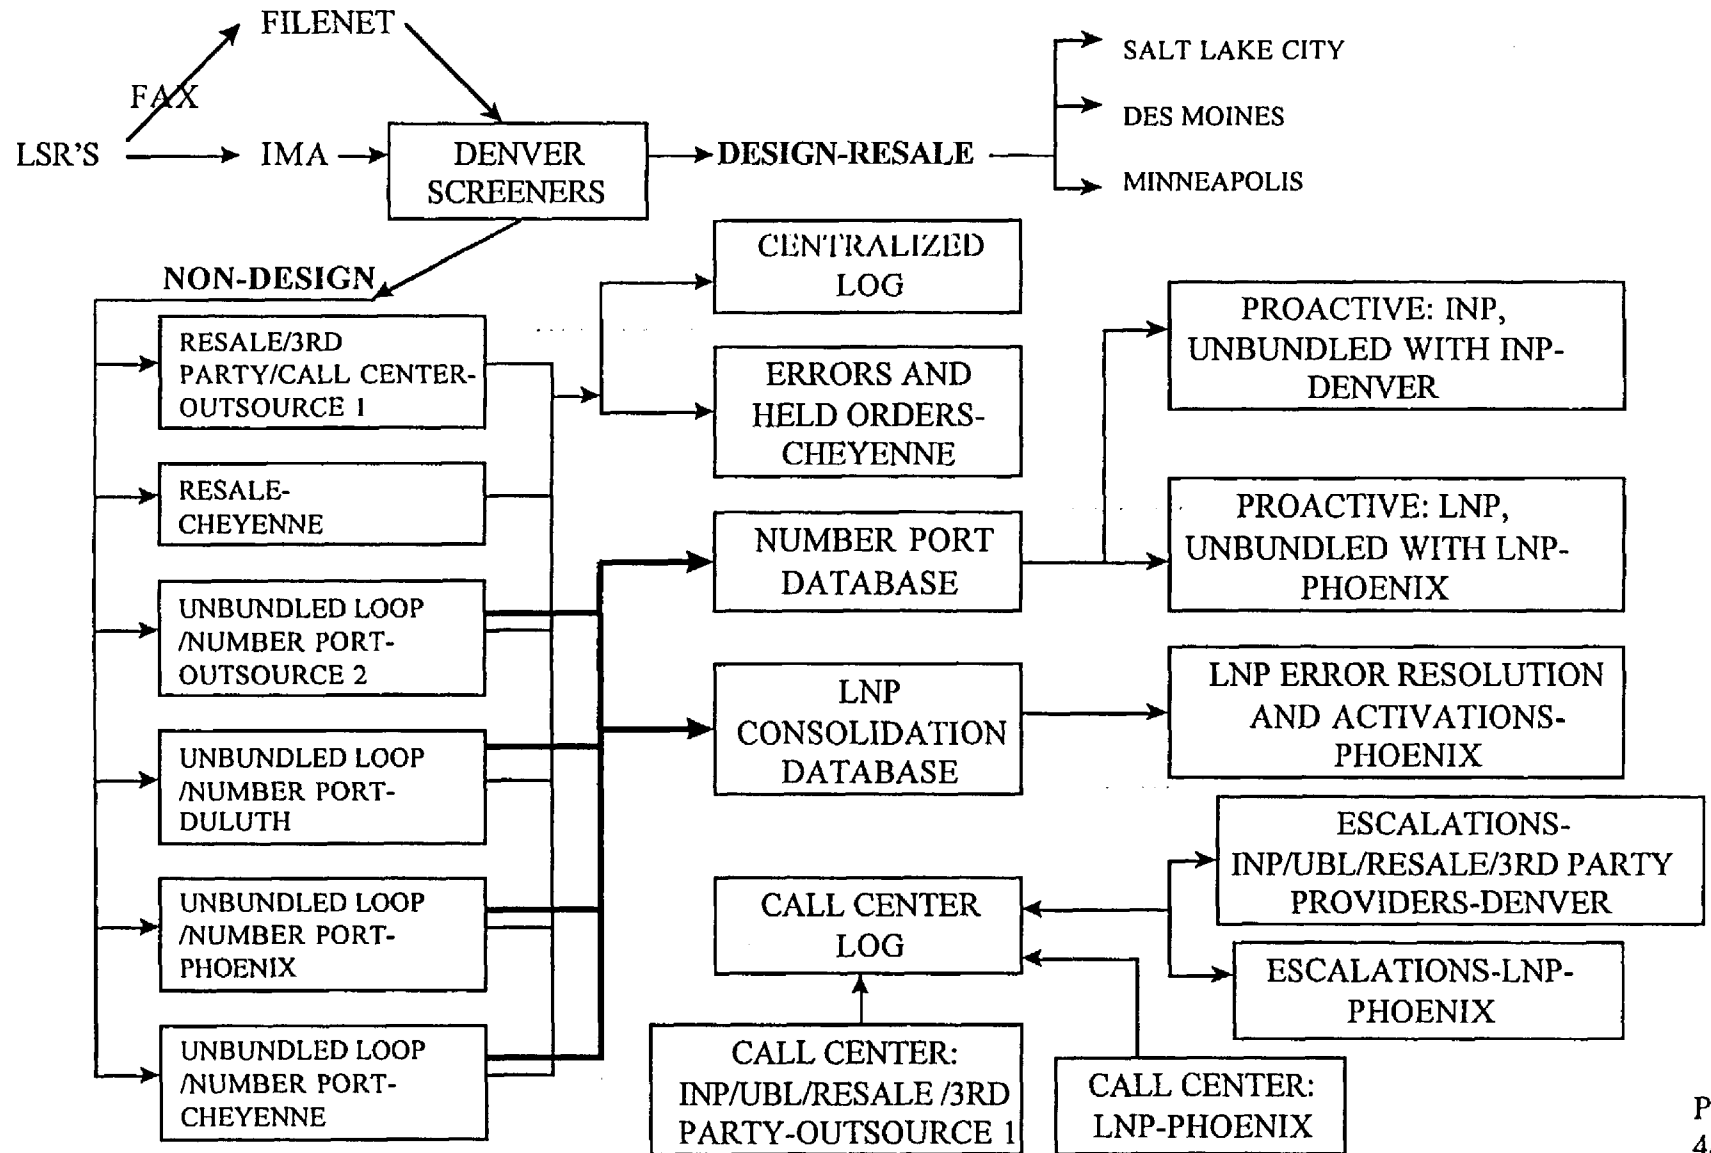 FILENET
FAX
LSR'S
IMA
DENVER
SCREENERS
DESIGN-RESALE
SALT LAKE CITY
DES MOINES
MINNEAPOLIS
NON-DESIGN
RESALE/3RD
PARTY/CALL CENTER-
OUTSOURCE 1
RESALE-
CHEYENNE
UNBUNDLED LOOP
/NUMBER PORT-
OUTSOURCE 2
UNBUNDLED LOOP
/NUMBER PORT-
DULUTH
UNBUNDLED LOOP
/NUMBER PORT-
PHOENIX
UNBUNDLED LOOP
/NUMBER PORT-
CHEYENNE
CENTRALIZED
LOG
ERRORS AND
HELD ORDERS-
CHEYENNE
NUMBER PORT
DATABASE
LNP
CONSOLIDATION
DATABASE
CALL CENTER
LOG
CALL CENTER:
INP/UBL/RESALE /3RD
PARTY-OUTSOURCE 1
CALL CENTER:
LNP-PHOENIX
PROACTIVE: INP,
UNBUNDLED WITH INP-
DENVER
PROACTIVE: LNP,
UNBUNDLED WITH LNP-
PHOENIX
LNP ERROR RESOLUTION
AND ACTIVATIONS-
PHOENIX
ESCALATIONS-
INP/UBL/RESALE/3RD PARTY
PROVIDERS-DENVER
ESCALATIONS-LNP-
PHOENIX
P